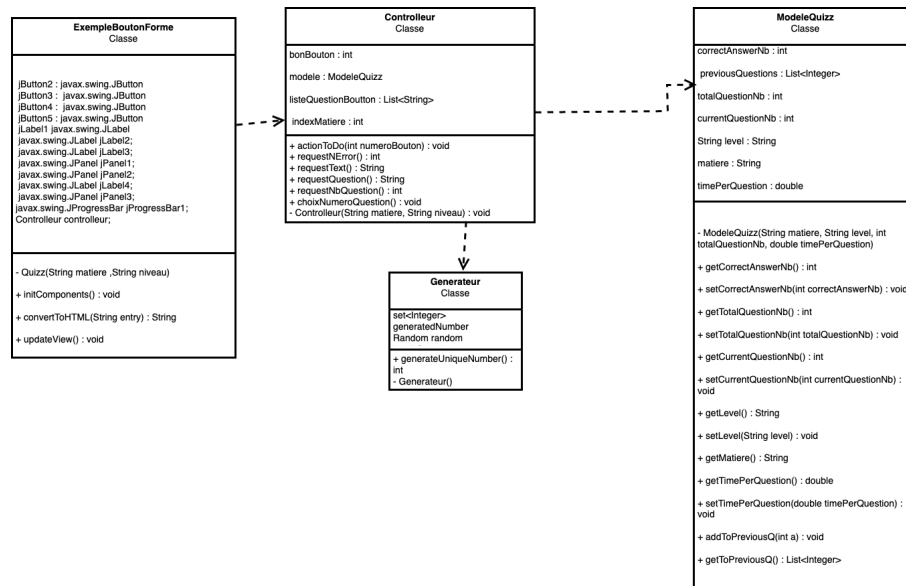 ExempleBoutonForme
Classe
jButton2 : javax.swing.JButton
jButton3 : javax.swing.JButton
jButton4 : javax.swing.JButton
jButton5 : javax.swing.JButton
jLabel1 javax.swing.JLabel
javax.swing.JLabel jLabel2;
javax.swing.JLabel jLabel3;
javax.swing.JPanel jPanel1;
javax.swing.JPanel jPanel2;
javax.swing.JLabel jLabel4;
javax.swing.JPanel jPanel3;
javax.swing.JProgressBar jProgressBar1;
Controlleur controlleur;
- Quizz(String matiere ,String niveau)
+ initComponents() : void
+ convertToHTML(String entry) : String
+ updateView() : void
Controlleur
Classe
bonBouton : int
modele : ModeleQuizz
listeQuestionBoutton : List<String>
indexMatiere : int
+ actionToDo(int numeroBouton) : void
+ requestNError() : int
+ requestText() : String
+ requestQuestion() : String
+ requestNbQuestion() : int
+ choixNumeroQuestion() : void
- Controlleur(String matiere, String niveau) : void
Generateur
Classe
set<Integer>
generatedNumber
Random random
+ generateUniqueNumber() :
int
- Generateur()
ModeleQuizz
Classe
correctAnswerNb : int
previousQuestions : List<Integer>
totalQuestionNb : int
currentQuestionNb : int
String level : String
matiere : String
timePerQuestion : double
- ModeleQuizz(String matiere, String level, int
totalQuestionNb, double timePerQuestion)
+ getCorrectAnswerNb() : int
+ setCorrectAnswerNb(int correctAnswerNb) : void
+ getTotalQuestionNb() : int
+ setTotalQuestionNb(int totalQuestionNb) : void
+ getCurrentQuestionNb() : int
+ setCurrentQuestionNb(int currentQuestionNb) :
void
+ getLevel() : String
+ setLevel(String level) : void
+ getMatiere() : String
+ getTimePerQuestion() : double
+ setTimePerQuestion(double timePerQuestion) :
void
+ addToPreviousQ(int a) : void
+ getToPreviousQ() : List<Integer>